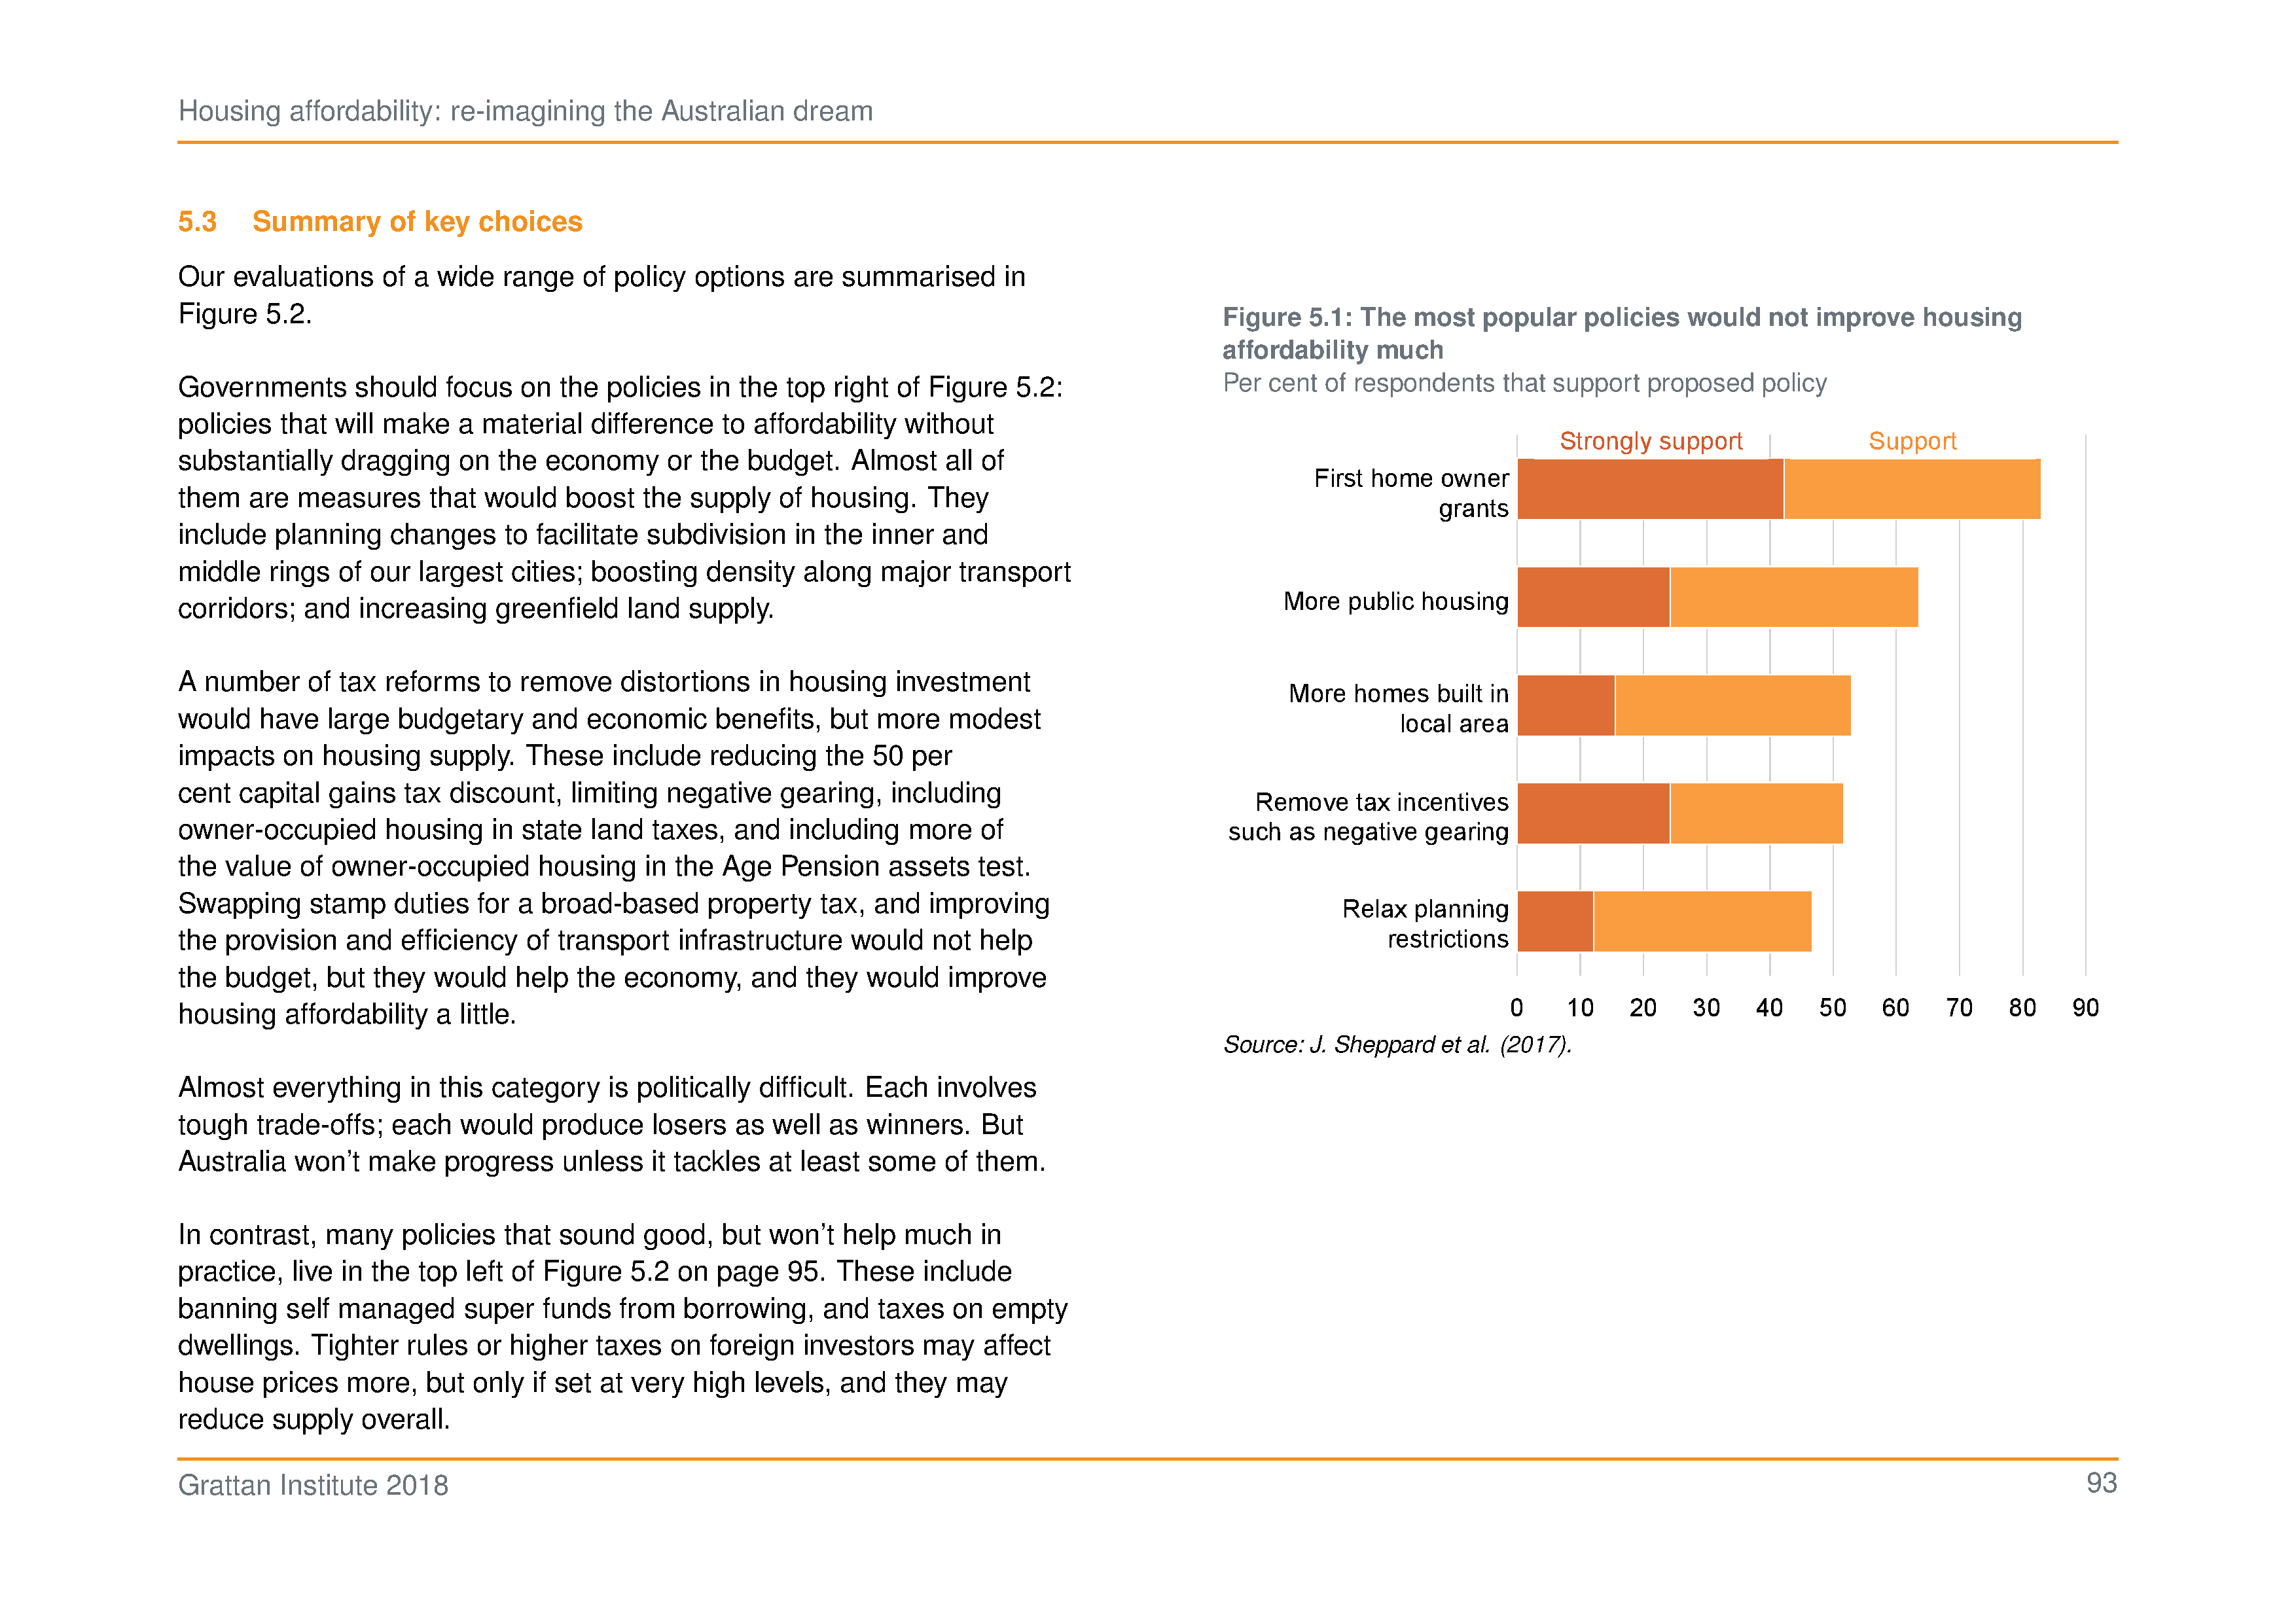 Housing affordability: re-imagining the Australian dream
5.3 Summary of key choices
Our evaluations of a wide range of policy options are summarised in
Figure 5.2.
Governments should focus on the policies in the top right of Figure 5.2:
policies that will make a material difference to affordability without
substantially dragging on the economy or the budget. Almost all of
them are measures that would boost the supply of housing. They
include planning changes to facilitate subdivision in the inner and
middle rings of our largest cities; boosting density along major transport
corridors; and increasing greenfield land supply.
A number of tax reforms to remove distortions in housing investment
would have large budgetary and economic benefits, but more modest
impacts on housing supply. These include reducing the 50 per
cent capital gains tax discount, limiting negative gearing, including
owner-occupied housing in state land taxes, and including more of
the value of owner-occupied housing in the Age Pension assets test.
Swapping stamp duties for a broad-based property tax, and improving
the provision and efficiency of transport infrastructure would not help
the budget, but they would help the economy, and they would improve
housing affordability a little.
Almost everything in this category is politically difficult. Each involves
tough trade-offs; each would produce losers as well as winners. But
Australia won't make progress unless it tackles at least some of them.
In contrast, many policies that sound good, but won't help much in
practice, live in the top left of Figure 5.2 on page 95. These include
banning self managed super funds from borrowing, and taxes on empty
dwellings. Tighter rules or higher taxes on foreign investors may affect
house prices more, but only if set at very high levels, and they may
reduce supply overall.
Figure 5.1: The most popular policies would not improve housing
affordability much
Per cent of respondents that support proposed policy
Strongly support Support
First home owner
grants
More public housing
More homes built in
local area
Remove tax incentives
such as negative gearing
Relax planning
restrictions
0 10 20 30 40 50 60 70 80 90
Source: J. Sheppard et al. (2017).
Grattan Institute 2018
93